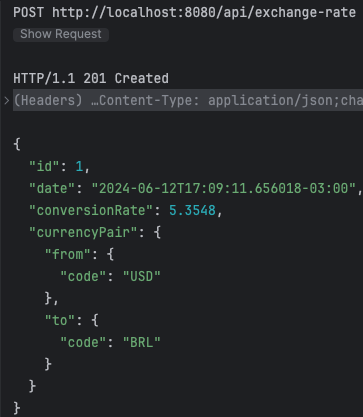 POST http://localhost:8080/api/exchange-rate
Show Request
HTTP/1.1 201 Created
(Headers) …Content-Type: application/json;cha
{
  "id": 1,
  "date": "2024-06-12T17:09:11.656018-03:00",
  "conversionRate": 5.3548,
  "currencyPair": {
    "from": {
      "code": "USD"
    },
    "to": {
      "code": "BRL"
    }
  }
}